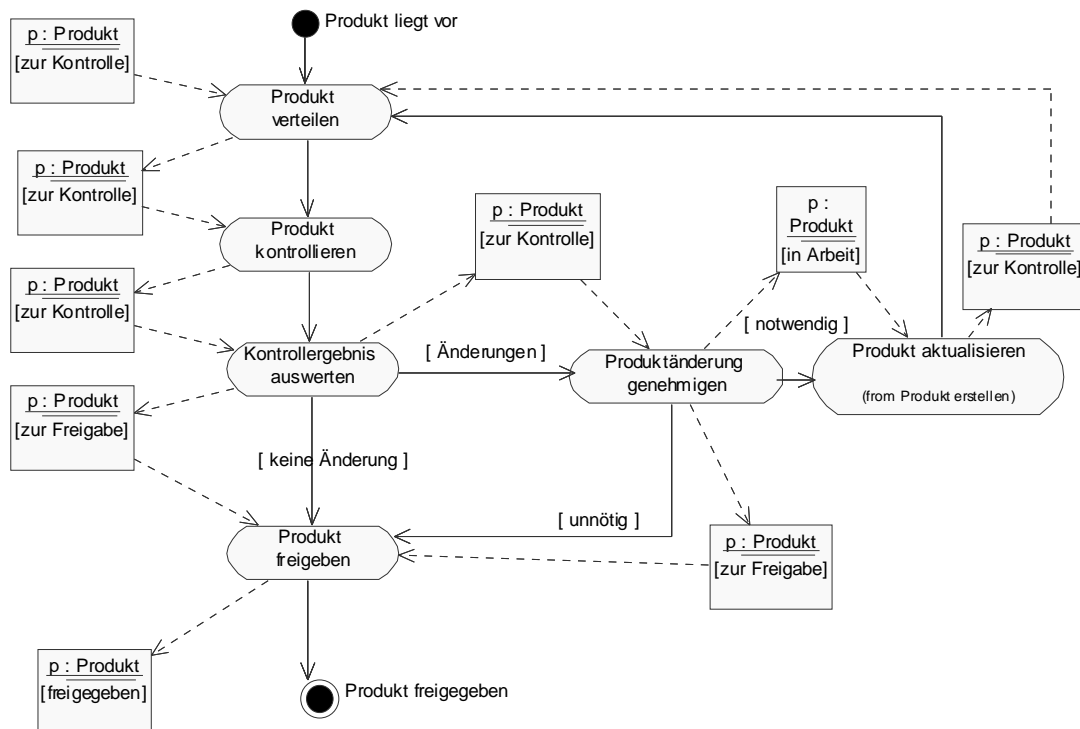 Produkt liegt vor
p : Produkt
[zur Kontrolle]
Produkt
verteilen
p : Produkt
[zur Kontrolle]
Produkt
kontrollieren
p : Produkt
[zur Kontrolle]
p :
Produkt
[in Arbeit]
p : Produkt
[zur Kontrolle]
p : Produkt
[zur Kontrolle]
Kontrollergebnis
auswerten
[ Änderungen ]
Produktänderung
genehmigen
[ notwendig ]
Produkt aktualisieren
(from Produkt erstellen)
p : Produkt
[zur Freigabe]
[ keine Änderung ]
[ unnötig ]
Produkt
freigeben
p : Produkt
[zur Freigabe]
p : Produkt
[freigegeben]
Produkt freigegeben